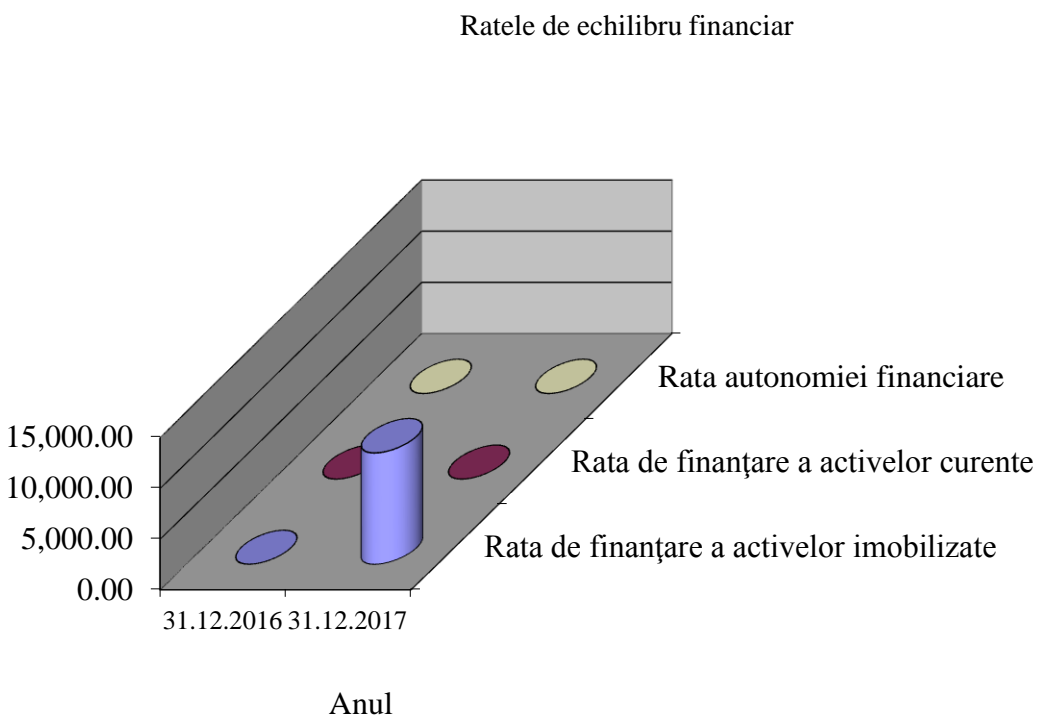 Ratele de echilibru financiar
Rata autonomiei financiare
15,000.00
Rata de finanţare a activelor curente
10,000.00
5,000.00
Rata de finanţare a activelor imobilizate
0.00
31.12.2016 31.12.2017
Anul